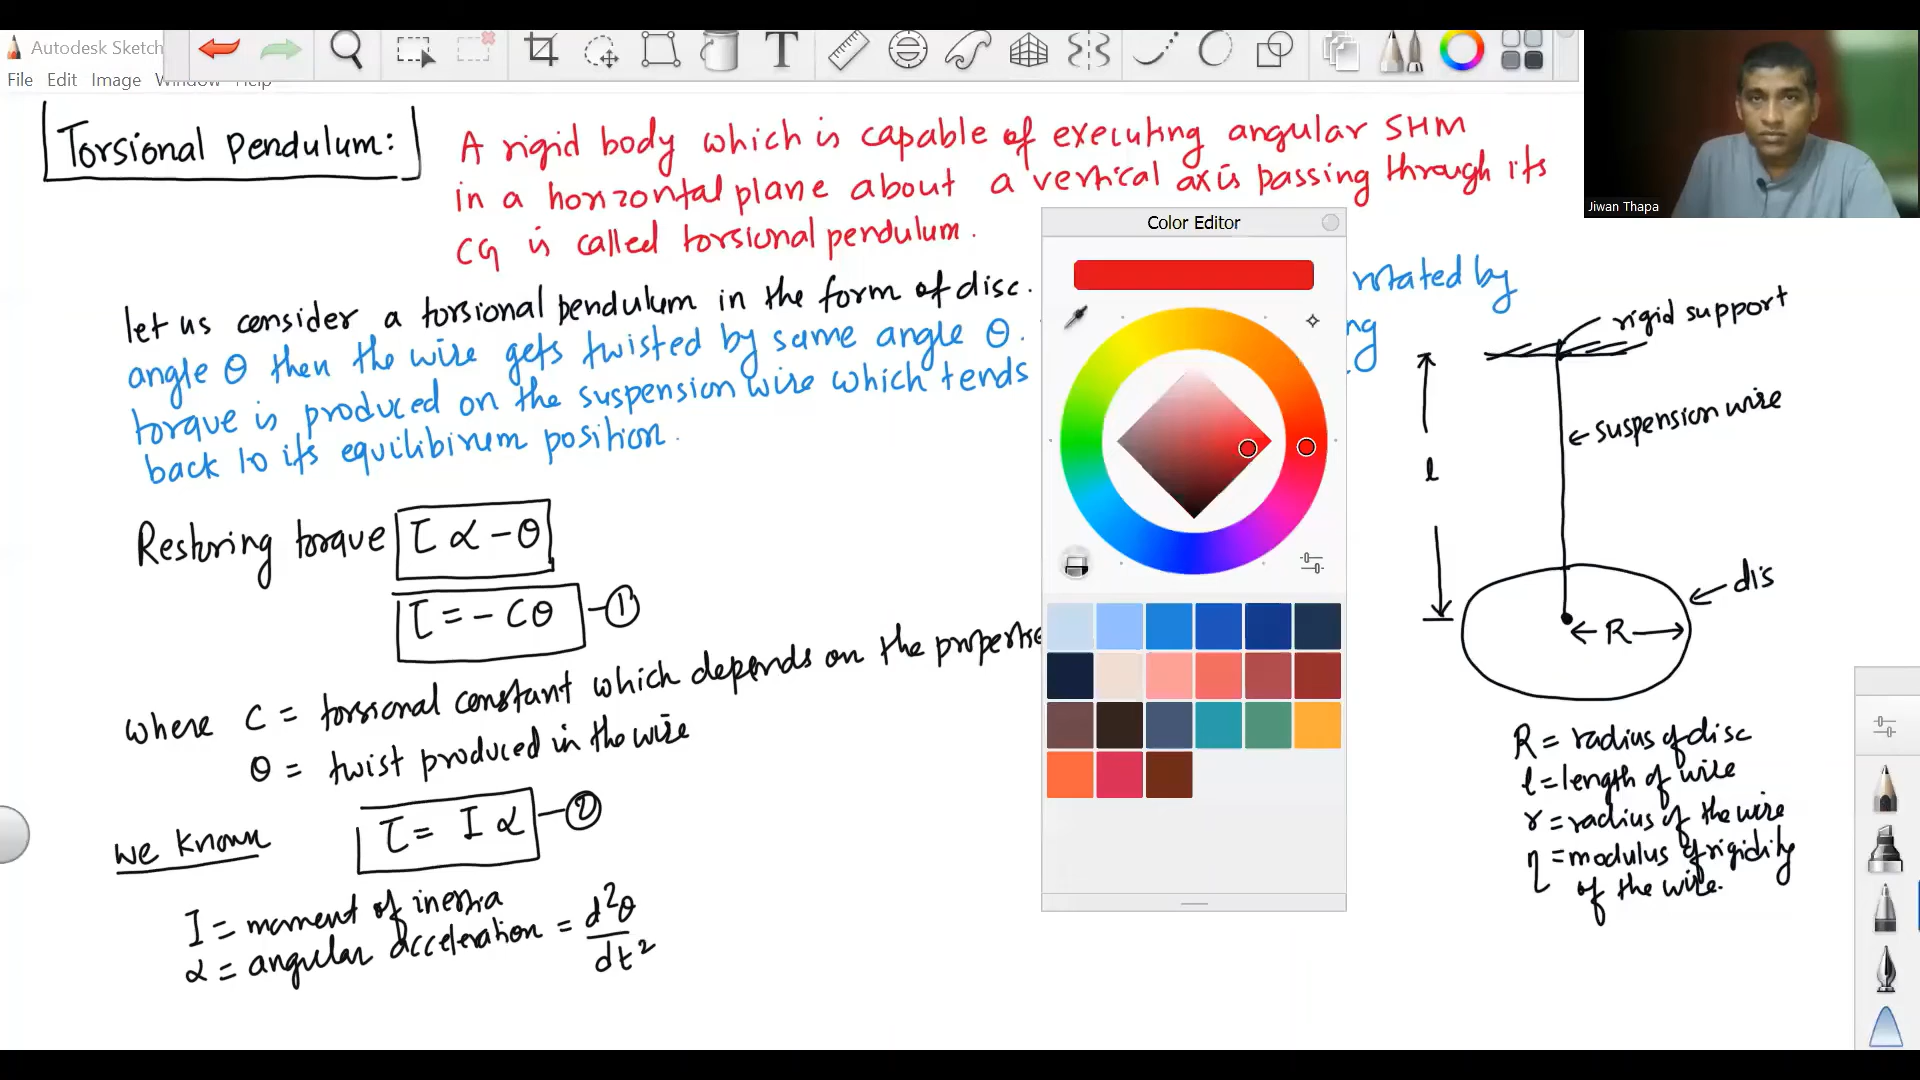 Autodesk Sketch
File Edit Image Window Help
Jiwan Thapa
Torsional Pendulum:
A rigid body which is capable of executing angular SHM
in a horizontal plane about a vertical axis passing through its
CG is called torsional pendulum.
Color Editor
let us consider a torsional pendulum in the form of disc.
rotated by
angle θ then the wire gets twisted by same angle θ.
ng
torque is produced on the suspension wire which tends
back to its equilibirum position.
Restoring torque τ α - θ
τ = - Cθ - ①
where C = torsional constant which depends on the propertie
θ = twist produced in the wire
we known τ = I α - ②
I = moment of inertia
α = angular acceleration = d²θ
dt²
rigid support
suspension wire
l
dis
R
R = radius of disc
l = length of wire
r = radius of the wire
η = modulus of rigidity
of the wire.